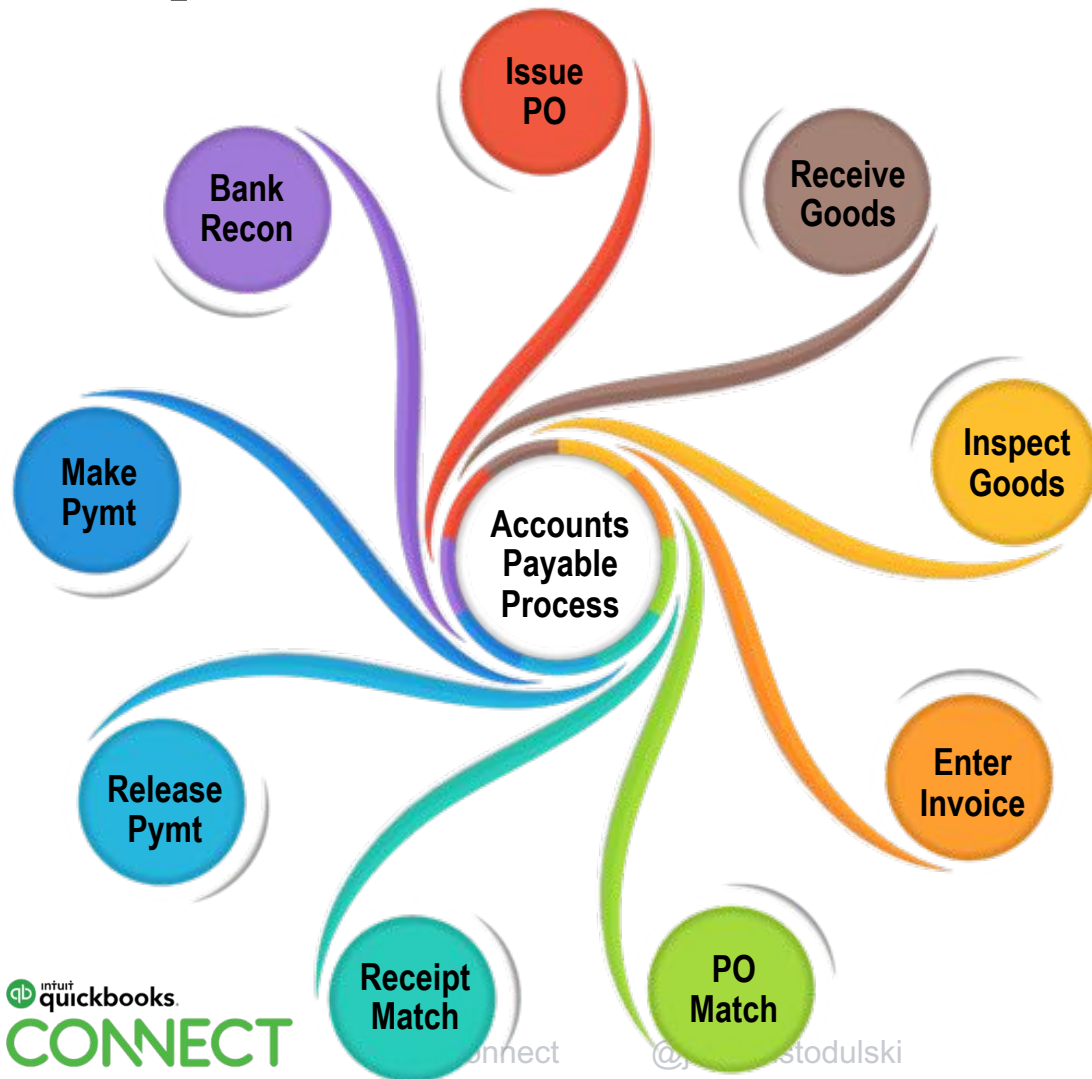 Issue
PO
Receive
Goods
Inspect
Goods
Enter
Invoice
PO
Match
Receipt
Match
Release
Pymt
Make
Pymt
Bank
Recon
Accounts
Payable
Process
qb
intuit
quickbooks.
CONNECT